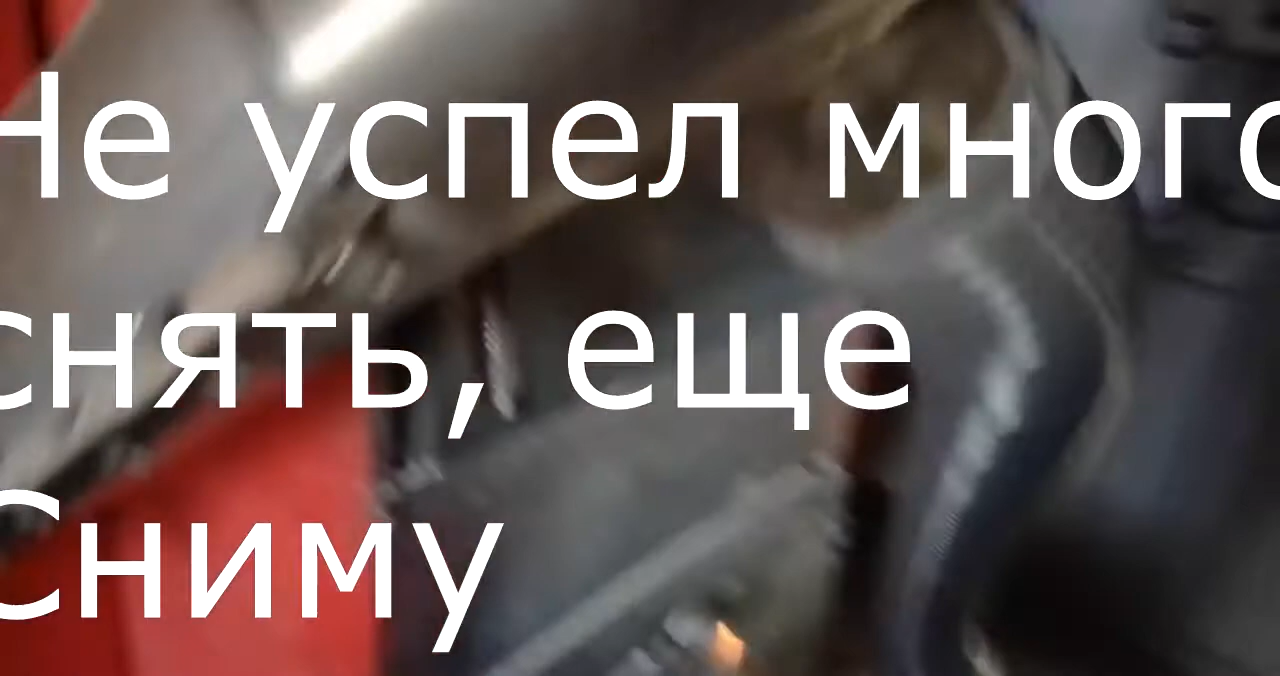 Не успел много
снять, еще
Сниму